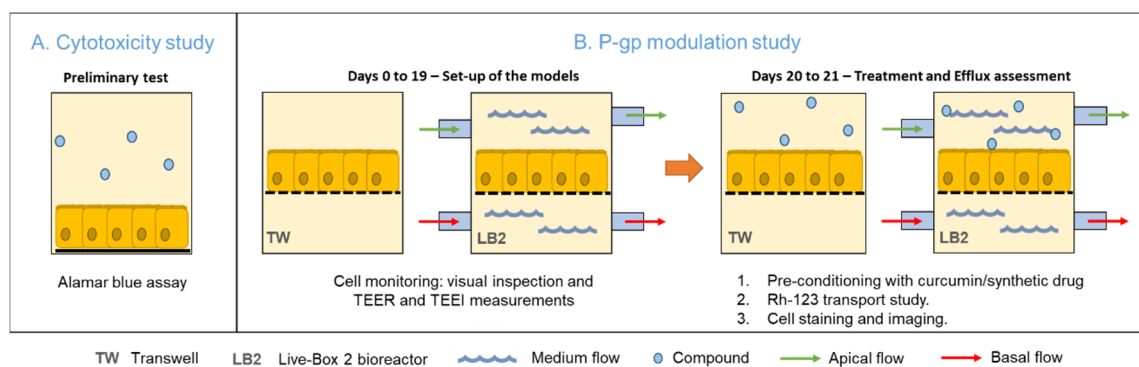 A. Cytotoxicity study
Preliminary test
Alamar blue assay
B. P-gp modulation study
Days 0 to 19 – Set-up of the models
TW
LB2
Cell monitoring: visual inspection and
TEER and TEEI measurements
Days 20 to 21 – Treatment and Efflux assessment
TW
LB2
1. Pre-conditioning with curcumin/synthetic drug
2. Rh-123 transport study.
3. Cell staining and imaging.
TW Transwell LB2 Live-Box 2 bioreactor Medium flow Compound Apical flow Basal flow